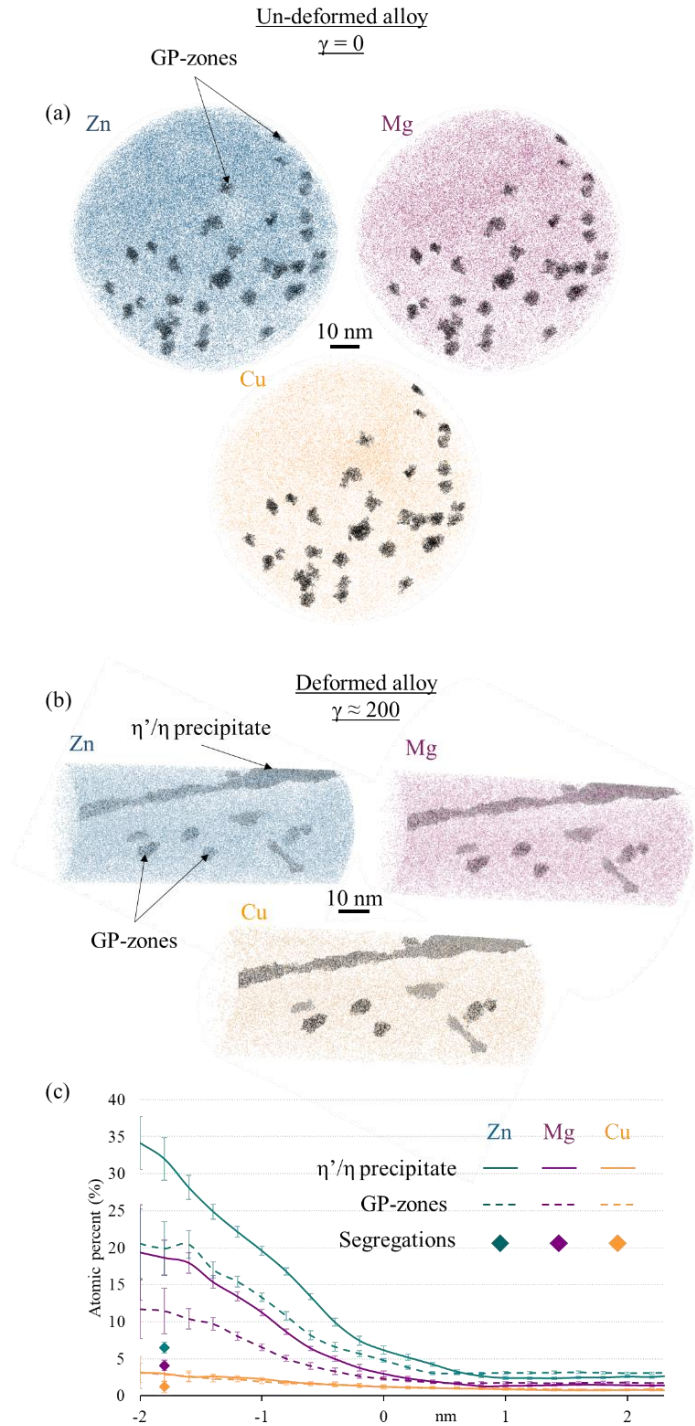 Un-deformed alloy
γ = 0
GP-zones
(a)
Zn
Mg
10 nm
Cu
Deformed alloy
(b)
γ ≈ 200
η’/η precipitate
Zn
Mg
10 nm
Cu
GP-zones
(c)
40
35
30
25
20
15
10
5
0
Atomic percent (%)
Zn Mg Cu
η’/η precipitate
GP-zones
Segregations
-2 -1 0 nm 1 2